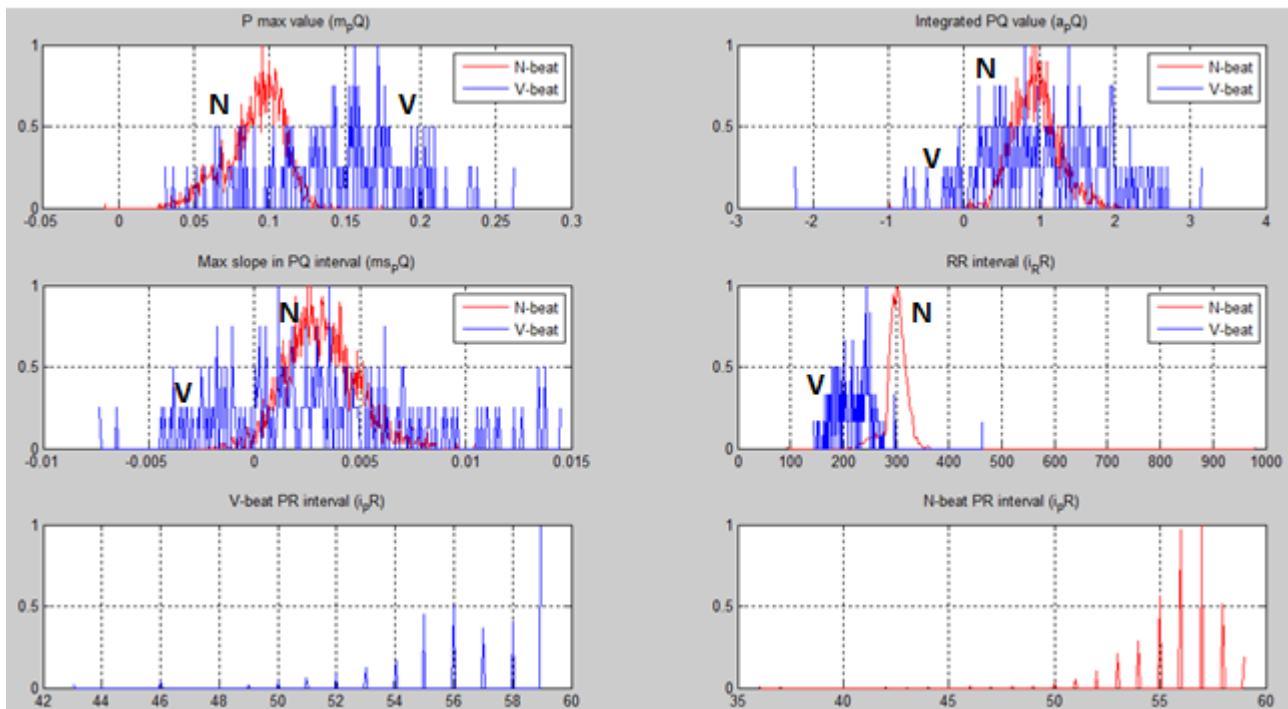 P max value (mpQ)
1
0.5
0
N
V
N-beat
V-beat
-0.05 0 0.05 0.1 0.15 0.2 0.25 0.3
Integrated PQ value (apQ)
1
0.5
0
N
V
N-beat
V-beat
-3 -2 -1 0 1 2 3 4
Max slope in PQ interval (mspQ)
1
0.5
0
N
V
N-beat
V-beat
-0.01 -0.005 0 0.005 0.01 0.015
RR interval (iRR)
1
0.5
0
N
V
N-beat
V-beat
0 100 200 300 400 500 600 700 800 900 1000
V-beat PR interval (ipR)
1
0.5
0
42 44 46 48 50 52 54 56 58 60
N-beat PR interval (ipR)
1
0.5
0
35 40 45 50 55 60